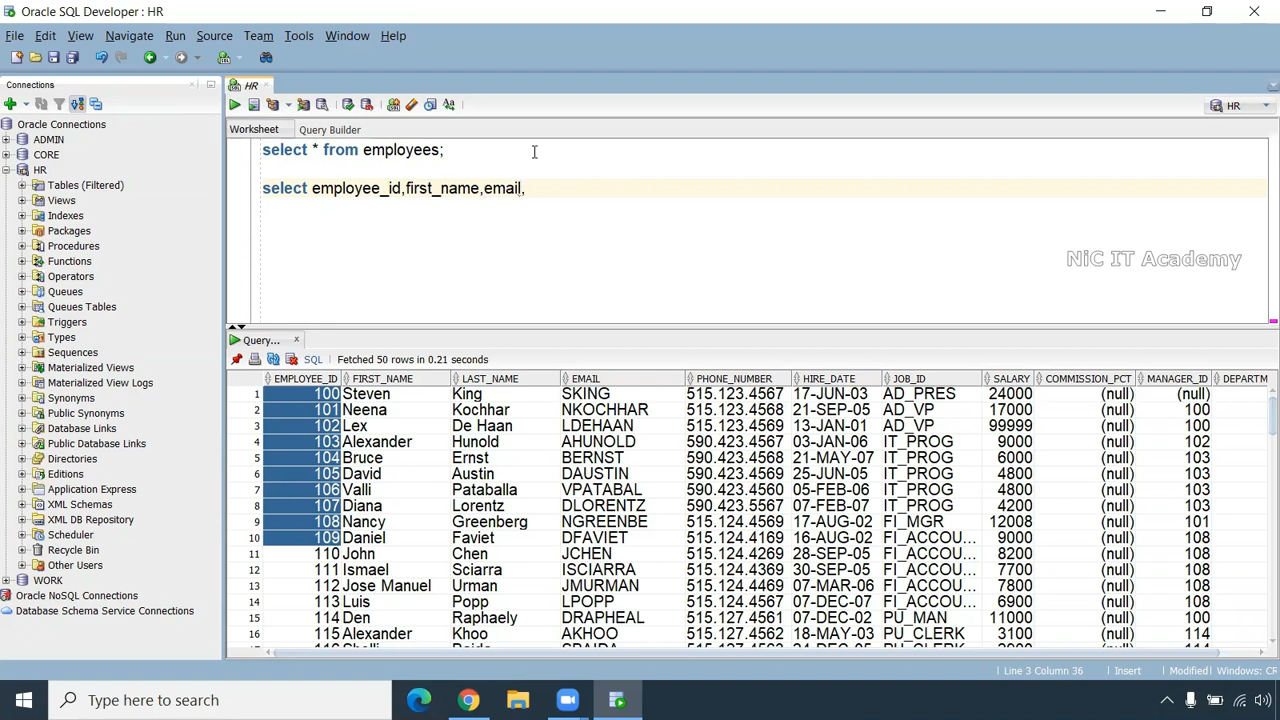 Oracle SQL Developer: HR
File Edit View Navigate Run Source Team Tools Window Help
Connections
HR
HR
Worksheet Query Builder
Oracle Connections
ADMIN
CORE
HR
Tables (Filtered)
Views
Indexes
Packages
Procedures
Functions
Operators
Queues
Queues Tables
Triggers
Types
Sequences
Materialized Views
Materialized View Logs
Synonyms
Public Synonyms
Database Links
Public Database Links
Directories
Editions
Application Express
XML Schemas
XML DB Repository
Scheduler
Recycle Bin
Other Users
WORK
Oracle NoSQL Connections
Database Schema Service Connections
select * from employees;
select employee_id,first_name,email,
NiC IT Academy
Query...
SQL Fetched 50 rows in 0.21 seconds
EMPLOYEE_ID FIRST_NAME LAST_NAME EMAIL PHONE_NUMBER HIRE_DATE JOB_ID SALARY COMMISSION_PCT MANAGER_ID DEPARTM
1 100 Steven King SKING 515.123.4567 17-JUN-03 AD_PRES 24000 (null) (null)
2 101 Neena Kochhar NKOCHHAR 515.123.4568 21-SEP-05 AD_VP 17000 (null) 100
3 102 Lex De Haan LDEHAAN 515.123.4569 13-JAN-01 AD_VP 99999 (null) 100
4 103 Alexander Hunold AHUNOLD 590.423.4567 03-JAN-06 IT_PROG 9000 (null) 102
5 104 Bruce Ernst BERNST 590.423.4568 21-MAY-07 IT_PROG 6000 (null) 103
6 105 David Austin DAUSTIN 590.423.4569 25-JUN-05 IT_PROG 4800 (null) 103
7 106 Valli Pataballa VPATABAL 590.423.4560 05-FEB-06 IT_PROG 4800 (null) 103
8 107 Diana Lorentz DLORENTZ 590.423.5567 07-FEB-07 IT_PROG 4200 (null) 103
9 108 Nancy Greenberg NGREENBE 515.124.4569 17-AUG-02 FI_MGR 12008 (null) 101
10 109 Daniel Faviet DFAVIET 515.124.4169 16-AUG-02 FI_ACCOU... 9000 (null) 108
11 110 John Chen JCHEN 515.124.4269 28-SEP-05 FI_ACCOU... 8200 (null) 108
12 111 Ismael Sciarra ISCIARRA 515.124.4369 30-SEP-05 FI_ACCOU... 7700 (null) 108
13 112 Jose Manuel Urman JMURMAN 515.124.4469 07-MAR-06 FI_ACCOU... 7800 (null) 108
14 113 Luis Popp LPOPP 515.124.4567 07-DEC-07 FI_ACCOU... 6900 (null) 108
15 114 Den Raphaely DRAPHEAL 515.127.4561 07-DEC-02 PU_MAN 11000 (null) 100
16 115 Alexander Khoo AKHOO 515.127.4562 18-MAY-03 PU_CLERK 3100 (null) 114
Line 3 Column 36 Insert Modified Windows: CR
Type here to search